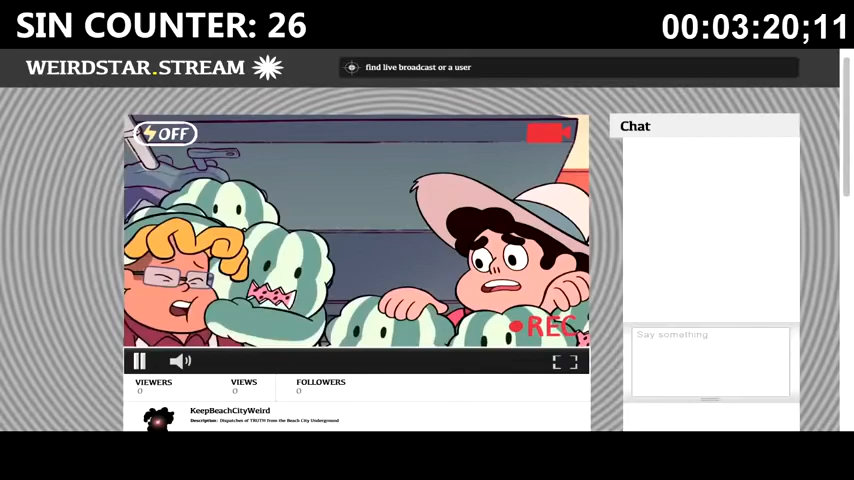 SIN COUNTER: 26
00:03:20;11
WEIRDSTAR.STREAM
find live broadcast or a user
OFF
Chat
REC
Say something
VIEWERS
0
VIEWS
0
FOLLOWERS
0
KeepBeachCityWeird
Description: Dispatches of TRUTH from the Beach City Underground